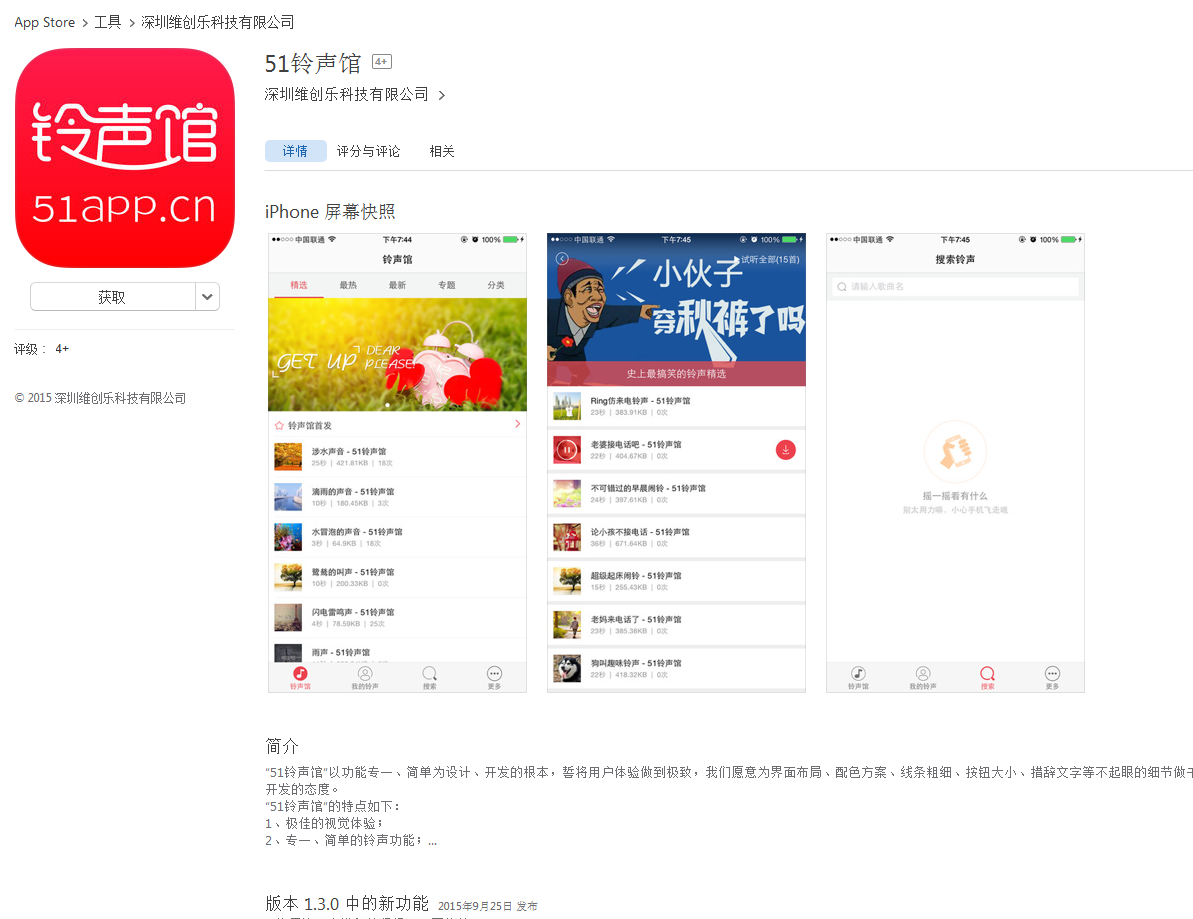 App Store > 工具 > 深圳维创乐科技有限公司
铃声馆
51app.cn
获取
评级： 4+
© 2015 深圳维创乐科技有限公司
51铃声馆 4+
深圳维创乐科技有限公司 >
详情 评分与评论 相关
iPhone 屏幕快照
中国联通 下午7:44 100%
铃声馆
精选 最热 最新 专题 分类
GET UP DEAR PLEASE!
铃声馆首发
涉水声音 - 51铃声馆
25秒 | 421.81KB | 18次
滴雨的声音 - 51铃声馆
10秒 | 180.45KB | 3次
水冒泡的声音 - 51铃声馆
3秒 | 64.9KB | 18次
鹭鸶的叫声 - 51铃声馆
10秒 | 200.33KB | 0次
闪电雷鸣声 - 51铃声馆
4秒 | 78.59KB | 25次
雨声 - 51铃声馆
铃声馆 我的铃声 搜索 更多
中国联通 下午7:45 100%
试听全部(15首)
小伙子
穿秋裤了吗
史上最搞笑的铃声精选
Ring仿来电铃声 - 51铃声馆
23秒 | 383.91KB | 0次
老婆接电话吧 - 51铃声馆
22秒 | 404.67KB | 0次
不可错过的早晨闹铃 - 51铃声馆
24秒 | 397.61KB | 0次
论小孩不接电话 - 51铃声馆
36秒 | 671.64KB | 0次
超级起床闹铃 - 51铃声馆
15秒 | 255.43KB | 0次
老妈来电话了 - 51铃声馆
23秒 | 385.38KB | 0次
狗叫趣味铃声 - 51铃声馆
22秒 | 418.32KB | 0次
中国联通 下午7:45 100%
搜索铃声
请输入歌曲名
摇一摇看有什么
别太用力哪，小心手机飞走哦
铃声馆 我的铃声 搜索 更多
简介
“51铃声馆”以功能专一、简单为设计、开发的根本，誓将用户体验做到极致，我们愿意为界面布局、配色方案、线条粗细、按钮大小、措辞文字等不起眼的细节做
开发的态度。
“51铃声馆”的特点如下：
1、极佳的视觉体验；
2、专一、简单的铃声功能；...
版本 1.3.0 中的新功能 2015年9月25日 发布